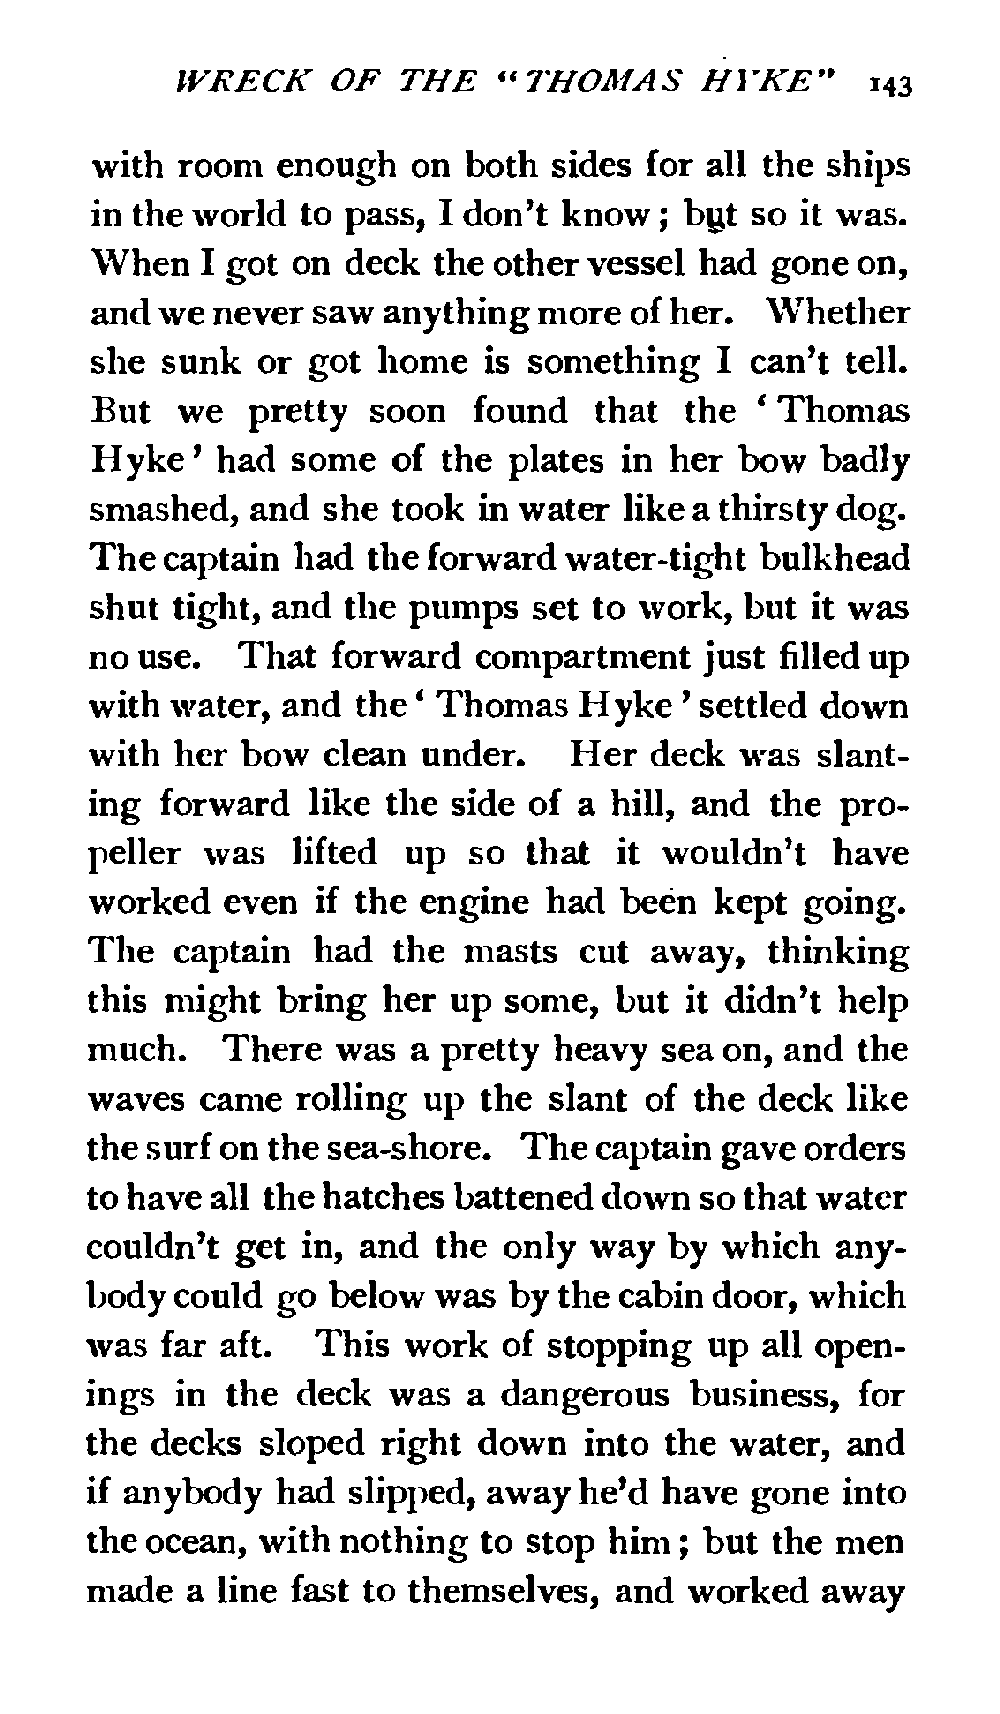 WRECK OF THE "THOMAS HYKE" 143
with room enough on both sides for all the ships
in the world to pass, I don't know; but so it was.
When I got on deck the other vessel had gone on,
and we never saw anything more of her. Whether
she sunk or got home is something I can't tell.
But we pretty soon found that the 'Thomas
Hyke' had some of the plates in her bow badly
smashed, and she took in water like a thirsty dog.
The captain had the forward water-tight bulkhead
shut tight, and the pumps set to work, but it was
no use. That forward compartment just filled up
with water, and the 'Thomas Hyke' settled down
with her bow clean under. Her deck was slant-
ing forward like the side of a hill, and the pro-
peller was lifted up so that it wouldn't have
worked even if the engine had been kept going.
The captain had the masts cut away, thinking
this might bring her up some, but it didn't help
much. There was a pretty heavy sea on, and the
waves came rolling up the slant of the deck like
the surf on the sea-shore. The captain gave orders
to have all the hatches battened down so that water
couldn't get in, and the only way by which any-
body could go below was by the cabin door, which
was far aft. This work of stopping up all open-
ings in the deck was a dangerous business, for
the decks sloped right down into the water, and
if anybody had slipped, away he'd have gone into
the ocean, with nothing to stop him; but the men
made a line fast to themselves, and worked away